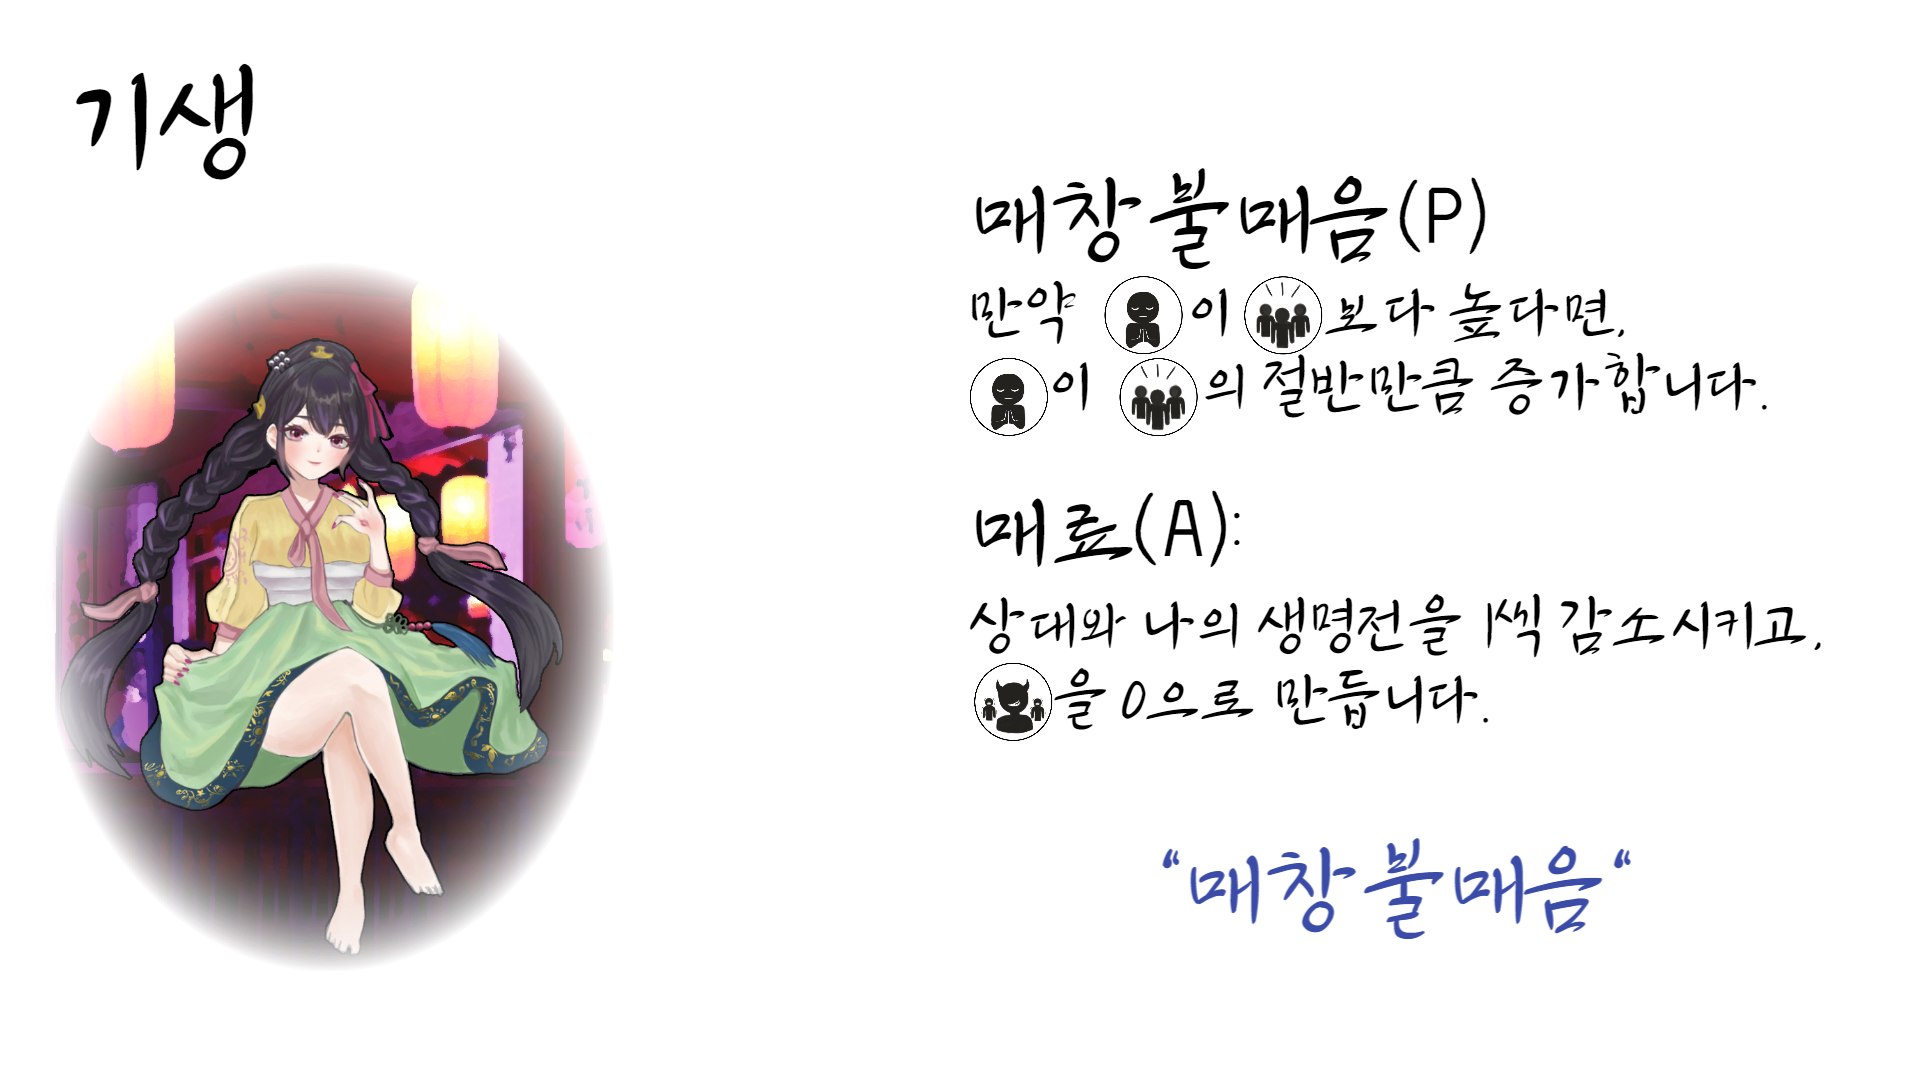 기생
매창불매음(P)
만약 이 보다 높다면,
이 의 절반만큼 증가합니다.
매료(A):
상대와 나의 생명전을 1씩 감소시키고,
을 0으로 만듭니다.
“매창불매음“